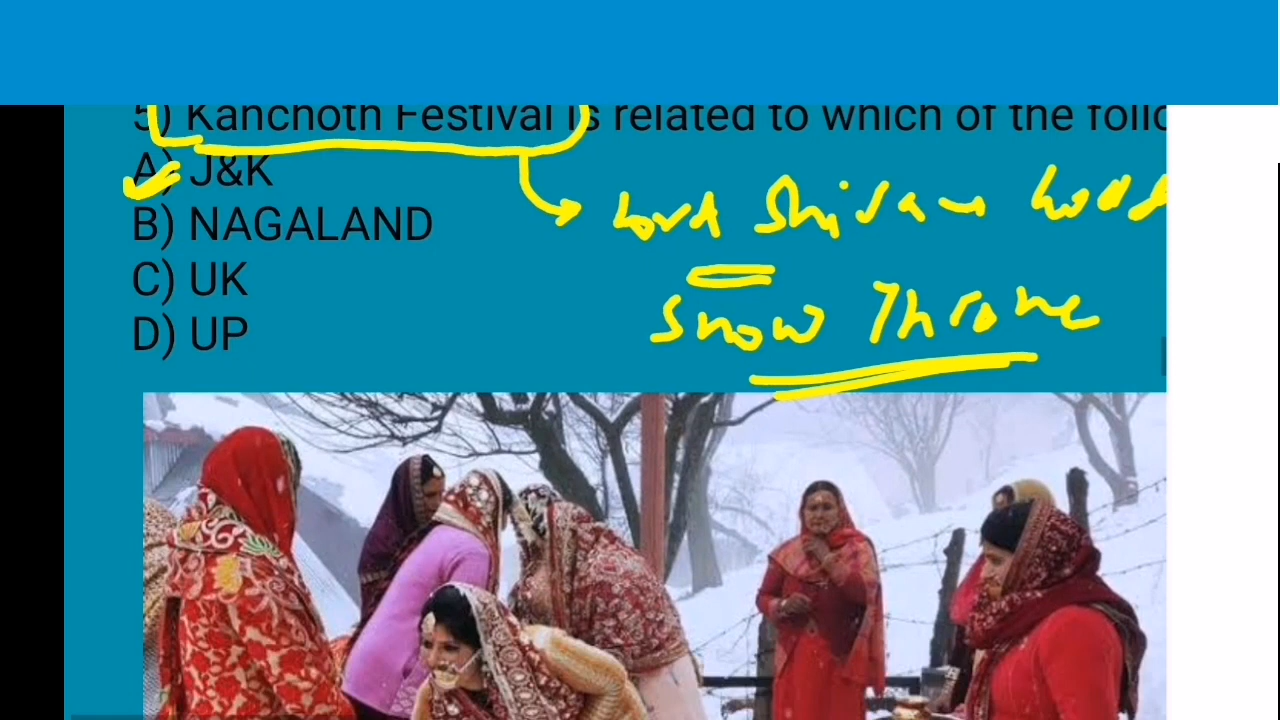 5) Kanchoth Festival is related to which of the follo
A) J&K
Lord Shiva
B) NAGALAND
C) UK
Snow Throne
D) UP